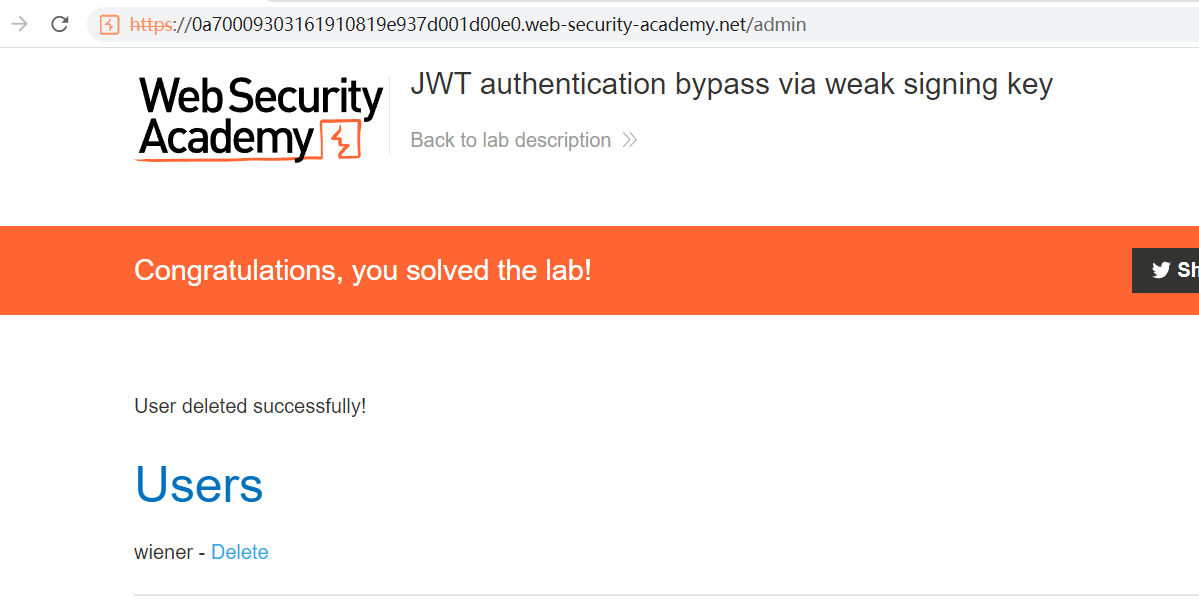 https://0a70009303161910819e937d001d00e0.web-security-academy.net/admin
Web Security
Academy
JWT authentication bypass via weak signing key
Back to lab description
Congratulations, you solved the lab!
Sh
User deleted successfully!
Users
wiener - Delete